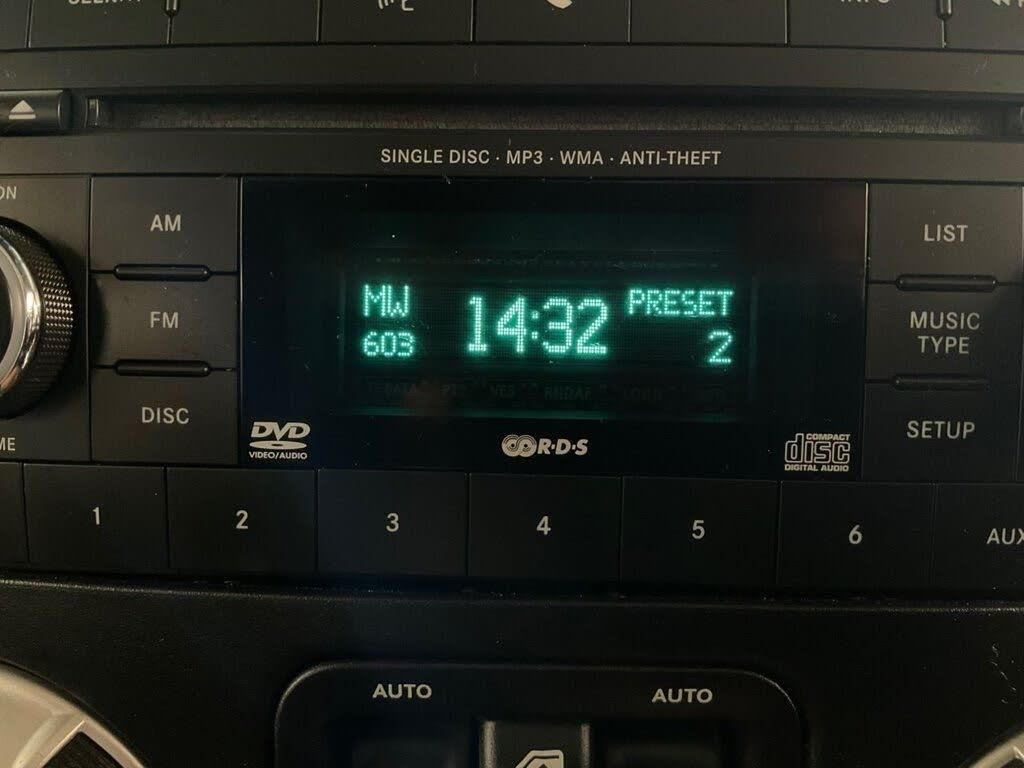 SINGLE DISC · MP3 · WMA · ANTI-THEFT
ON
AM
FM
DISC
MW
603
14:32
PRESET
2
LIST
MUSIC
TYPE
SETUP
DVD
VIDEO/AUDIO
R·D·S
COMPACT
disc
DIGITAL AUDIO
1
2
3
4
5
6
AUX
AUTO
AUTO